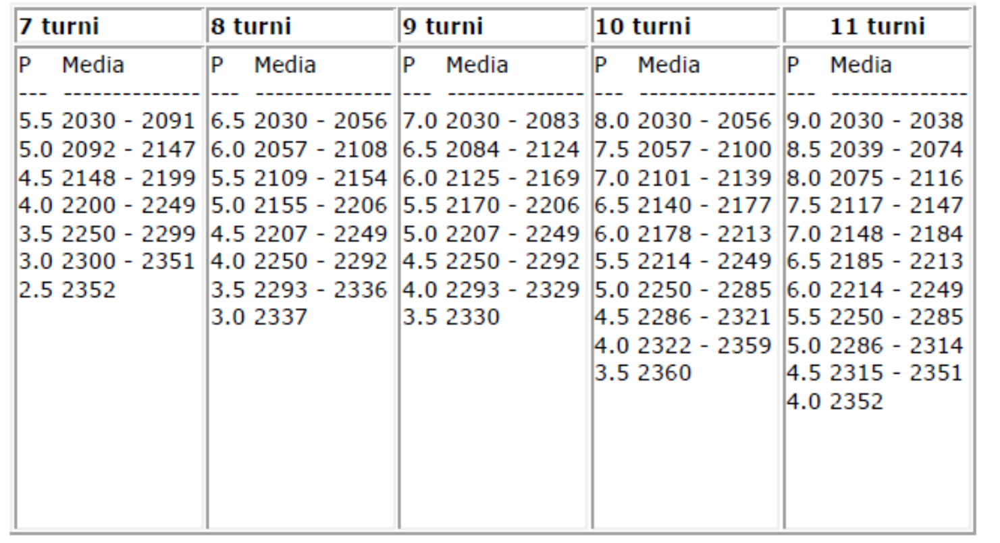 7 turni 8 turni 9 turni 10 turni 11 turni
P Media P Media P Media P Media P Media
--- -------------- --- -------------- --- -------------- --- -------------- --- --------------
5.5 2030 - 2091 6.5 2030 - 2056 7.0 2030 - 2083 8.0 2030 - 2056 9.0 2030 - 2038
5.0 2092 - 2147 6.0 2057 - 2108 6.5 2084 - 2124 7.5 2057 - 2100 8.5 2039 - 2074
4.5 2148 - 2199 5.5 2109 - 2154 6.0 2125 - 2169 7.0 2101 - 2139 8.0 2075 - 2116
4.0 2200 - 2249 5.0 2155 - 2206 5.5 2170 - 2206 6.5 2140 - 2177 7.5 2117 - 2147
3.5 2250 - 2299 4.5 2207 - 2249 5.0 2207 - 2249 6.0 2178 - 2213 7.0 2148 - 2184
3.0 2300 - 2351 4.0 2250 - 2292 4.5 2250 - 2292 5.5 2214 - 2249 6.5 2185 - 2213
2.5 2352 3.5 2293 - 2336 4.0 2293 - 2329 5.0 2250 - 2285 6.0 2214 - 2249
3.0 2337 3.5 2330 4.5 2286 - 2321 5.5 2250 - 2285
4.0 2322 - 2359 5.0 2286 - 2314
3.5 2360 4.5 2315 - 2351
4.0 2352